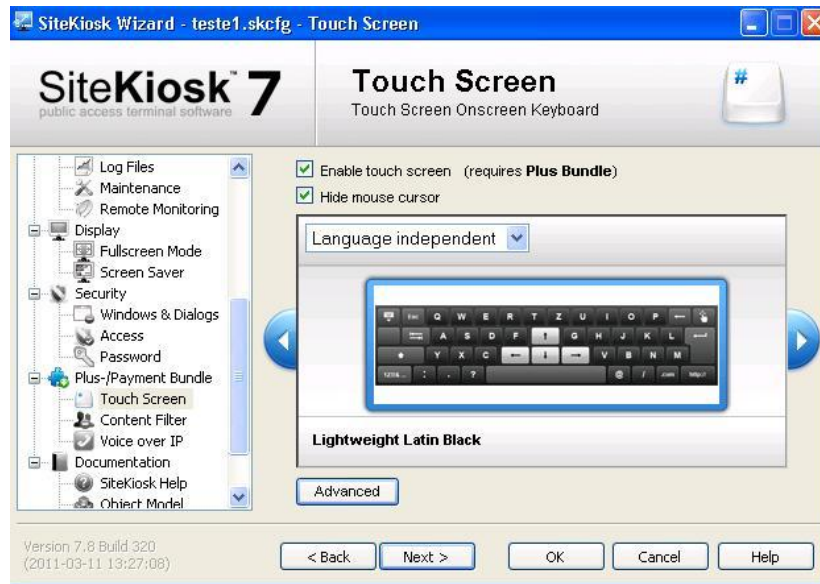 SiteKiosk Wizard - teste1.skcfg - Touch Screen
SiteKiosk™ 7
public access terminal software
Touch Screen
Touch Screen Onscreen Keyboard
#
Log Files
Maintenance
Remote Monitoring
Display
Fullscreen Mode
Screen Saver
Security
Windows & Dialogs
Access
Password
Plus-/Payment Bundle
Touch Screen
Content Filter
Voice over IP
Documentation
SiteKiosk Help
Object Model
Enable touch screen (requires Plus Bundle)
Hide mouse cursor
Language independent
Esc Q W E R T Z U I O P
A S D F G H J K L
Y X C V B N M
: . ? @ / .com http://
Lightweight Latin Black
Advanced
Version 7.8 Build 320
(2011-03-11 13:27:08)
< Back Next > OK Cancel Help